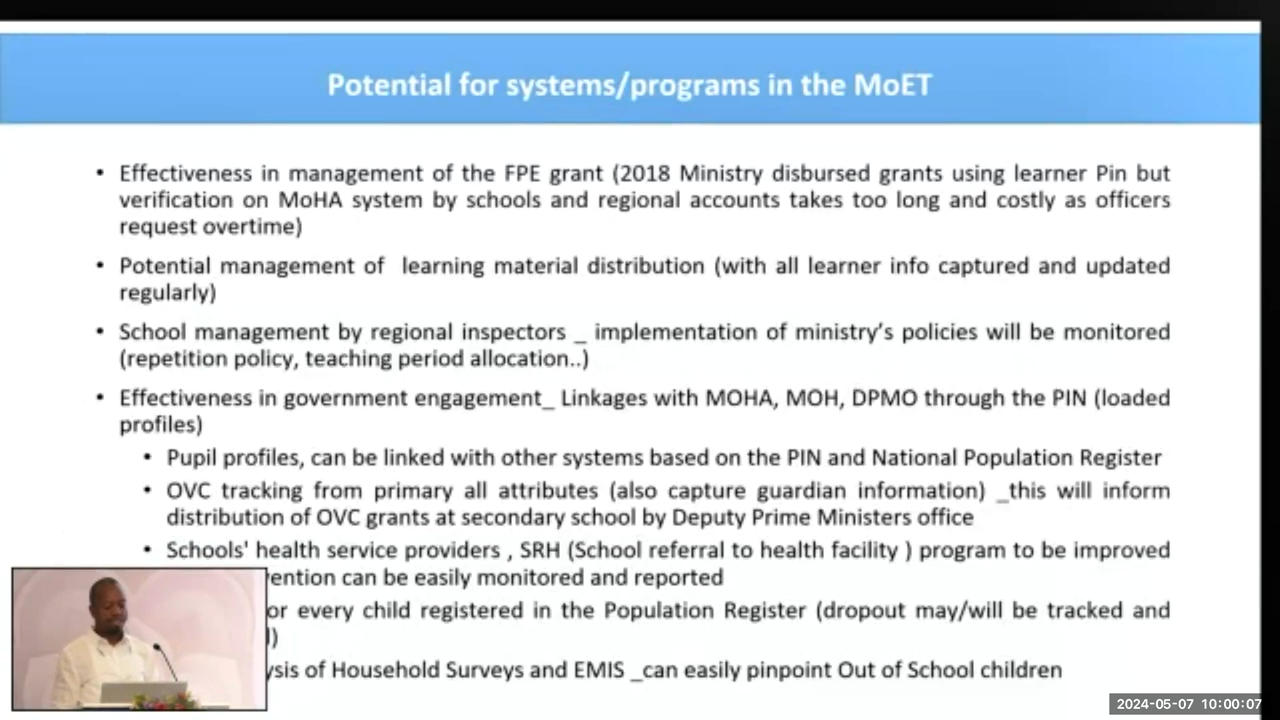 Potential for systems/programs in the MoET
• Effectiveness in management of the FPE grant (2018 Ministry disbursed grants using learner Pin but
verification on MoHA system by schools and regional accounts takes too long and costly as officers
request overtime)
• Potential management of learning material distribution (with all learner info captured and updated
regularly)
• School management by regional inspectors _ implementation of ministry's policies will be monitored
(repetition policy, teaching period allocation..)
• Effectiveness in government engagement_ Linkages with MOHA, MOH, DPMO through the PIN (loaded
profiles)
• Pupil profiles, can be linked with other systems based on the PIN and National Population Register
• OVC tracking from primary all attributes (also capture guardian information) _this will inform
distribution of OVC grants at secondary school by Deputy Prime Ministers office
• Schools' health service providers , SRH (School referral to health facility ) program to be improved
can be easily monitored and reported
every child registered in the Population Register (dropout may/will be tracked and
of Household Surveys and EMIS _can easily pinpoint Out of School children
2024-05-07 10:00:07